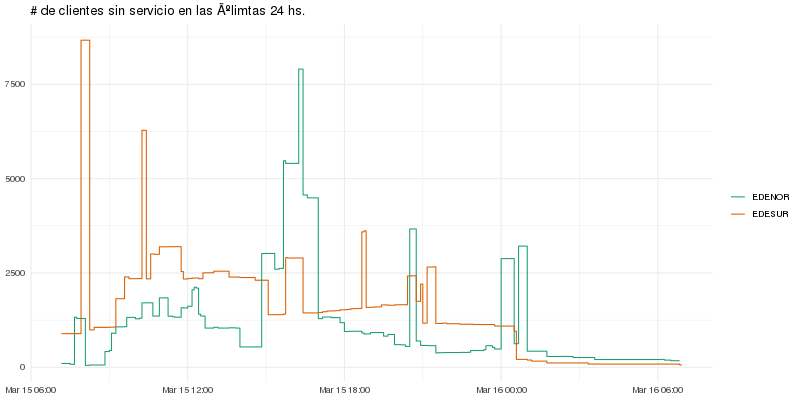 # de clientes sin servicio en las Ãºlimtas 24 hs.
7500
5000
2500
0
Mar 15 06:00
Mar 15 12:00
Mar 15 18:00
Mar 16 00:00
Mar 16 06:00
EDENOR
EDESUR